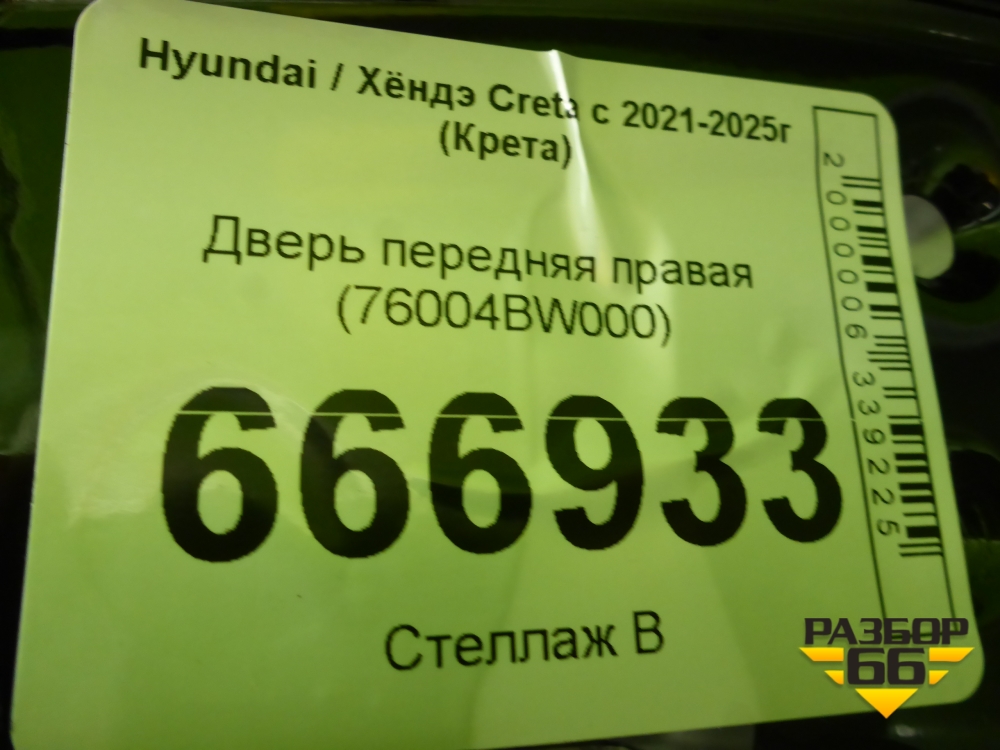 Hyundai / Хёндэ Creta с 2021-2025г
(Крета)
Дверь передняя правая
(76004BW000)
666933
Стеллаж В
2000006339225
РАЗБОР
66